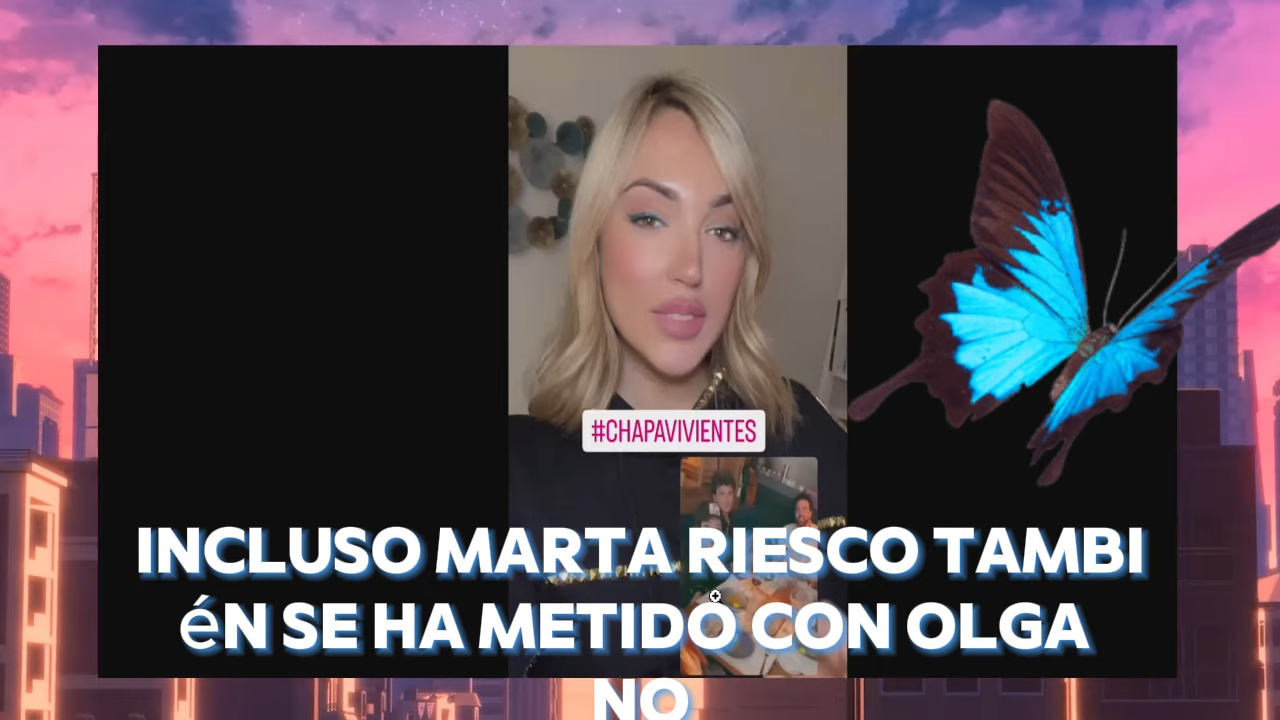 #CHAPAVIVIENTES
INCLUSO MARTA RIESCO TAMBI
éN SE HA METIDO CON OLGA
NO